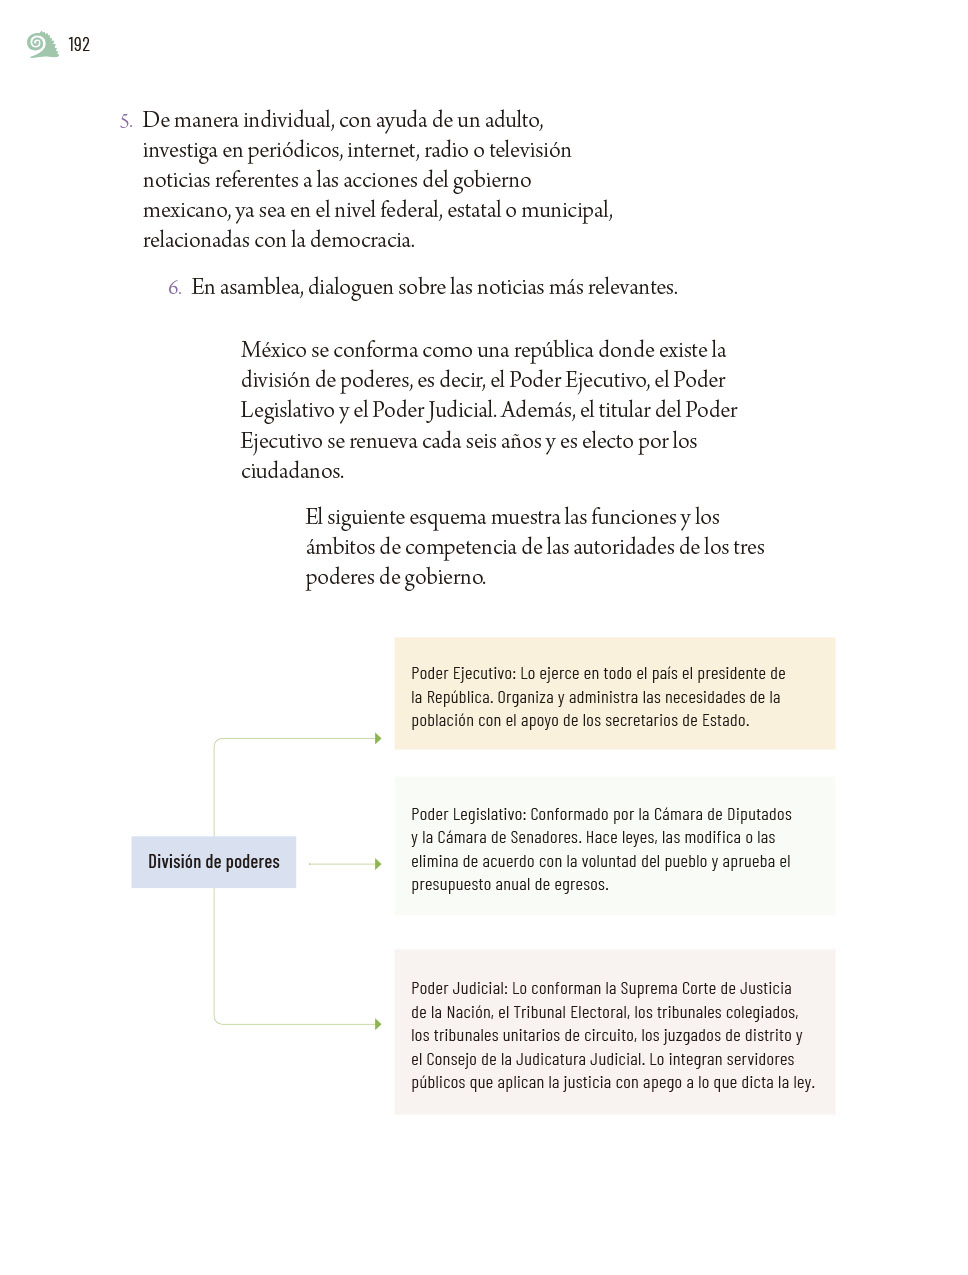 192
5. De manera individual, con ayuda de un adulto,
investiga en periódicos, internet, radio o televisión
noticias referentes a las acciones del gobierno
mexicano, ya sea en el nivel federal, estatal o municipal,
relacionadas con la democracia.
6. En asamblea, dialoguen sobre las noticias más relevantes.
México se conforma como una república donde existe la
división de poderes, es decir, el Poder Ejecutivo, el Poder
Legislativo y el Poder Judicial. Además, el titular del Poder
Ejecutivo se renueva cada seis años y es electo por los
ciudadanos.
El siguiente esquema muestra las funciones y los
ámbitos de competencia de las autoridades de los tres
poderes de gobierno.
División de poderes
Poder Ejecutivo: Lo ejerce en todo el país el presidente de
la República. Organiza y administra las necesidades de la
población con el apoyo de los secretarios de Estado.
Poder Legislativo: Conformado por la Cámara de Diputados
y la Cámara de Senadores. Hace leyes, las modifica o las
elimina de acuerdo con la voluntad del pueblo y aprueba el
presupuesto anual de egresos.
Poder Judicial: Lo conforman la Suprema Corte de Justicia
de la Nación, el Tribunal Electoral, los tribunales colegiados,
los tribunales unitarios de circuito, los juzgados de distrito y
el Consejo de la Judicatura Judicial. Lo integran servidores
públicos que aplican la justicia con apego a lo que dicta la ley.